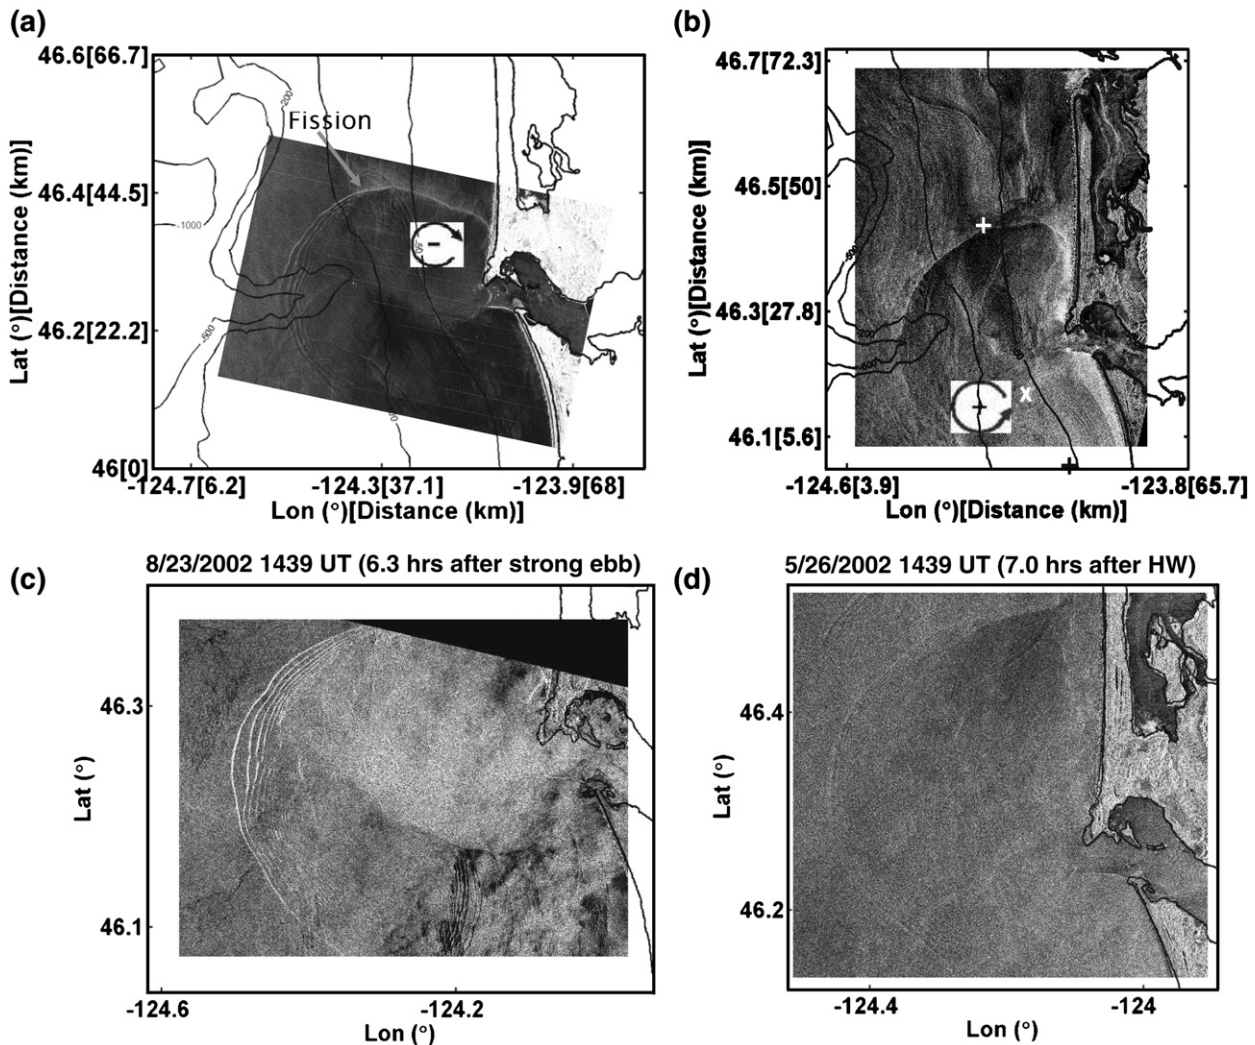 (a)
46.6[66.7]
46.4[44.5]
46.2[22.2]
46[0]
Lat (°)[Distance (km)]
-200
-1000
-500
Fission
-
-124.7[6.2]
-124.3[37.1]
-123.9[68]
Lon (°)[Distance (km)]
(b)
46.7[72.3]
46.5[50]
46.3[27.8]
46.1[5.6]
Lat (°)[Distance (km)]
+
+
x
+
-124.6[3.9]
-123.8[65.7]
Lon (°)[Distance (km)]
(c)
8/23/2002 1439 UT (6.3 hrs after strong ebb)
46.3
46.1
Lat (°)
-124.6
-124.2
Lon (°)
(d)
5/26/2002 1439 UT (7.0 hrs after HW)
46.4
46.2
Lat (°)
-124.4
-124
Lon (°)